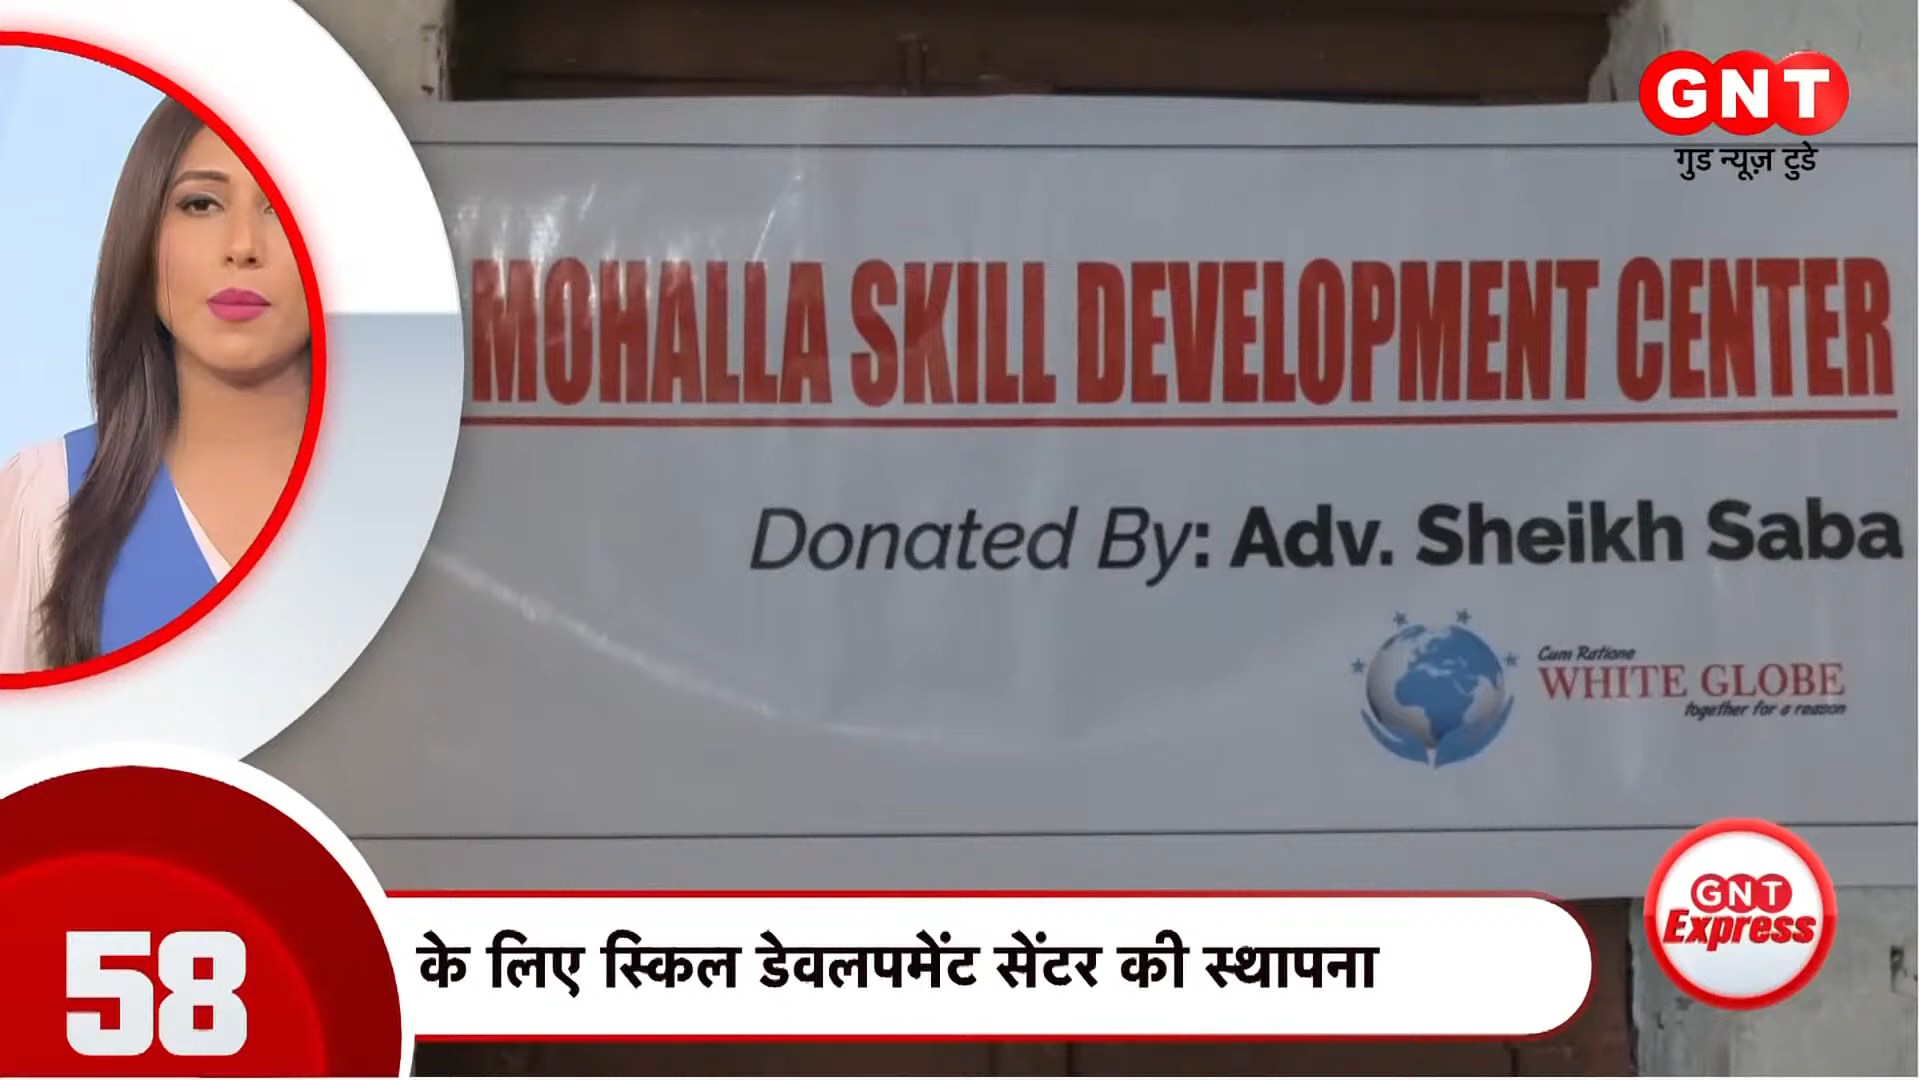 GNT
गुड न्यूज़ टुडे
MOHALLA SKILL DEVELOPMENT CENTER
Donated By: Adv. Sheikh Saba
Cum Ratione
WHITE GLOBE
together for a reason
GNT
Express
58
के लिए स्किल डेवलपमेंट सेंटर की स्थापना